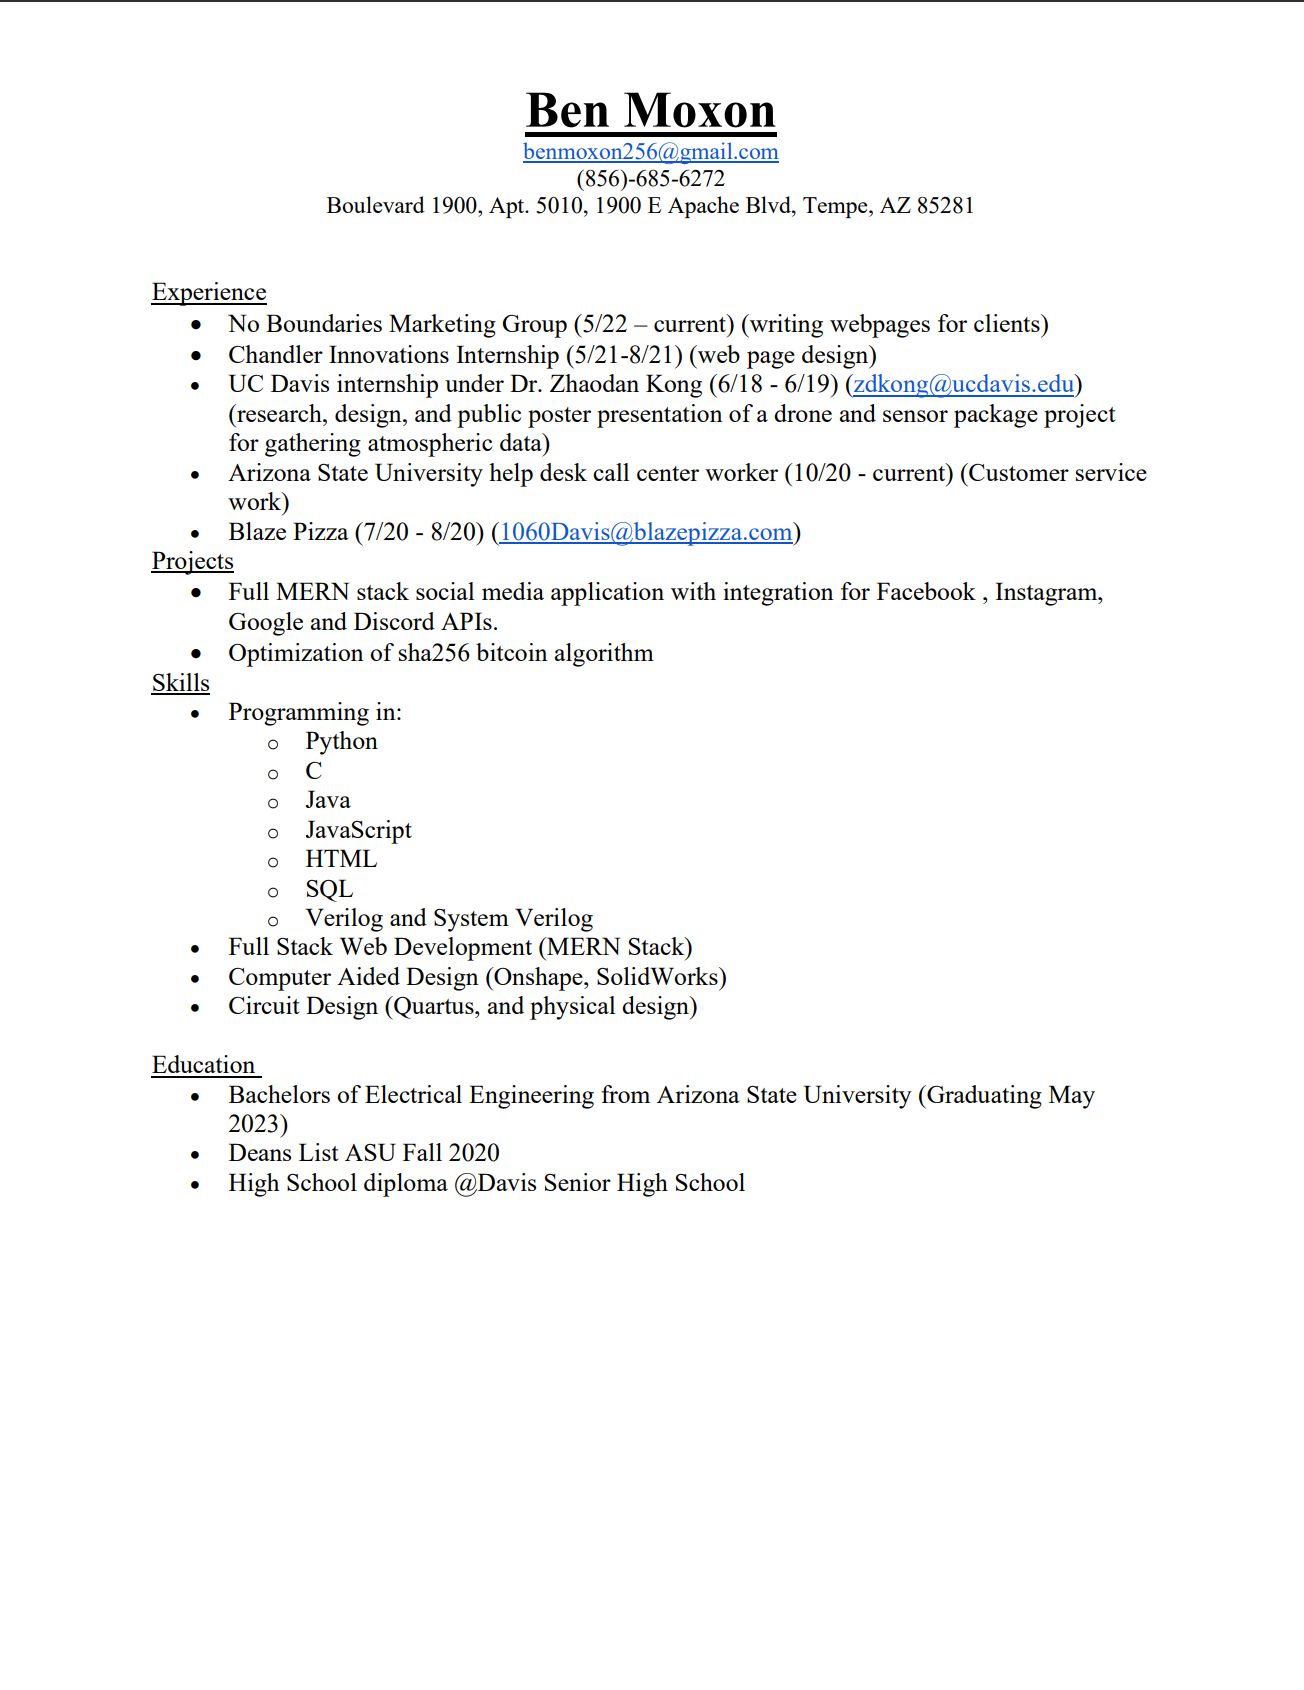 Ben Moxon
benmoxon256@gmail.com
(856)-685-6272
Boulevard 1900, Apt. 5010, 1900 E Apache Blvd, Tempe, AZ 85281
Experience
• No Boundaries Marketing Group (5/22 – current) (writing webpages for clients)
• Chandler Innovations Internship (5/21-8/21) (web page design)
• UC Davis internship under Dr. Zhaodan Kong (6/18 - 6/19) (zdkong@ucdavis.edu)
(research, design, and public poster presentation of a drone and sensor package project
for gathering atmospheric data)
• Arizona State University help desk call center worker (10/20 - current) (Customer service
work)
• Blaze Pizza (7/20 - 8/20) (1060Davis@blazepizza.com)
Projects
• Full MERN stack social media application with integration for Facebook , Instagram,
Google and Discord APIs.
• Optimization of sha256 bitcoin algorithm
Skills
• Programming in:
o Python
o C
o Java
o JavaScript
o HTML
o SQL
o Verilog and System Verilog
• Full Stack Web Development (MERN Stack)
• Computer Aided Design (Onshape, SolidWorks)
• Circuit Design (Quartus, and physical design)
Education
• Bachelors of Electrical Engineering from Arizona State University (Graduating May
2023)
• Deans List ASU Fall 2020
• High School diploma @Davis Senior High School